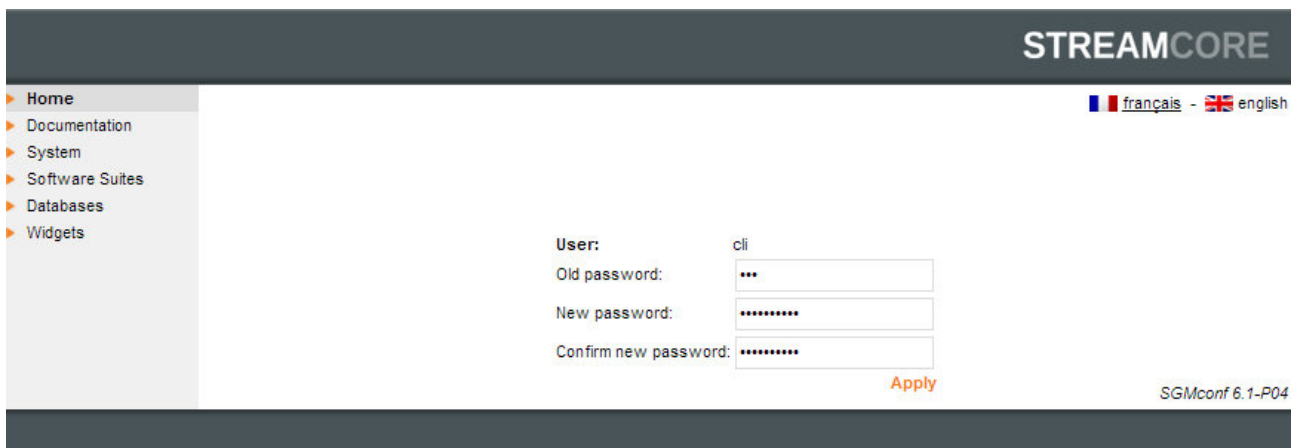 STREAMCORE
Home
Documentation
System
Software Suites
Databases
Widgets
français - english
User: cli
Old password: •••
New password: ••••••••••
Confirm new password: ••••••••••
Apply
SGMconf 6.1-P04